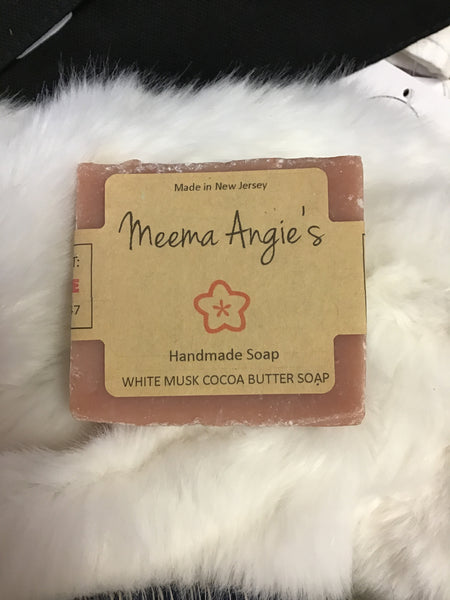 Made in New Jersey
Meema Angie's
Handmade Soap
WHITE MUSK COCOA BUTTER SOAP